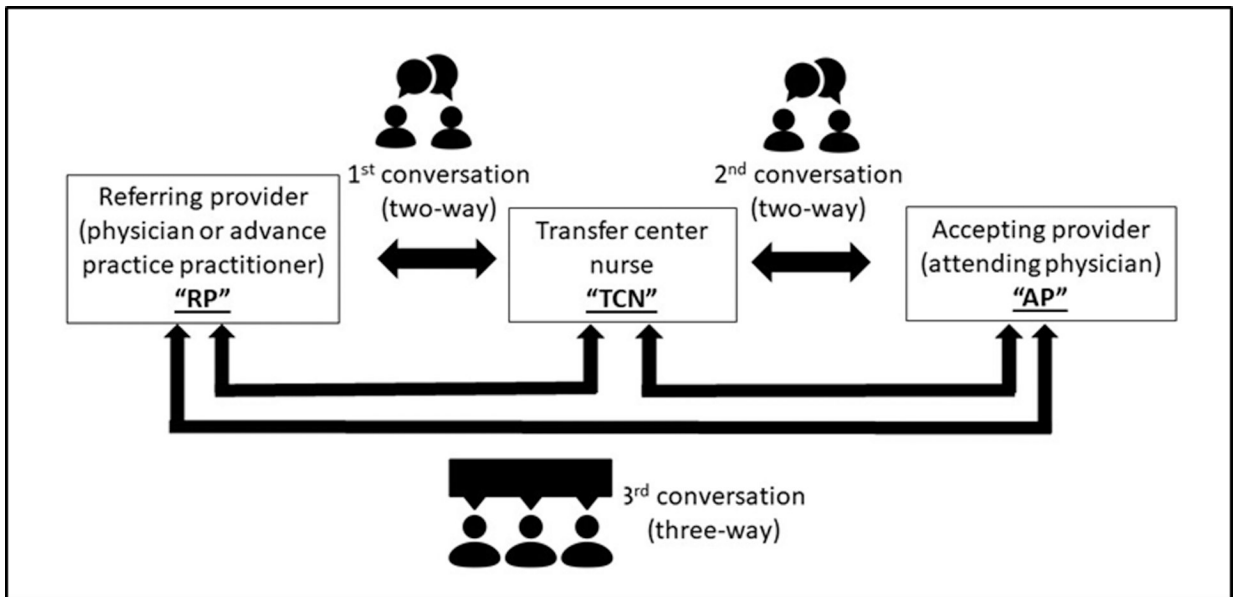 1st conversation
(two-way)
2nd conversation
(two-way)
Referring provider
(physician or advance
practice practitioner)
“RP”
Transfer center
nurse
“TCN”
Accepting provider
(attending physician)
“AP”
3rd conversation
(three-way)